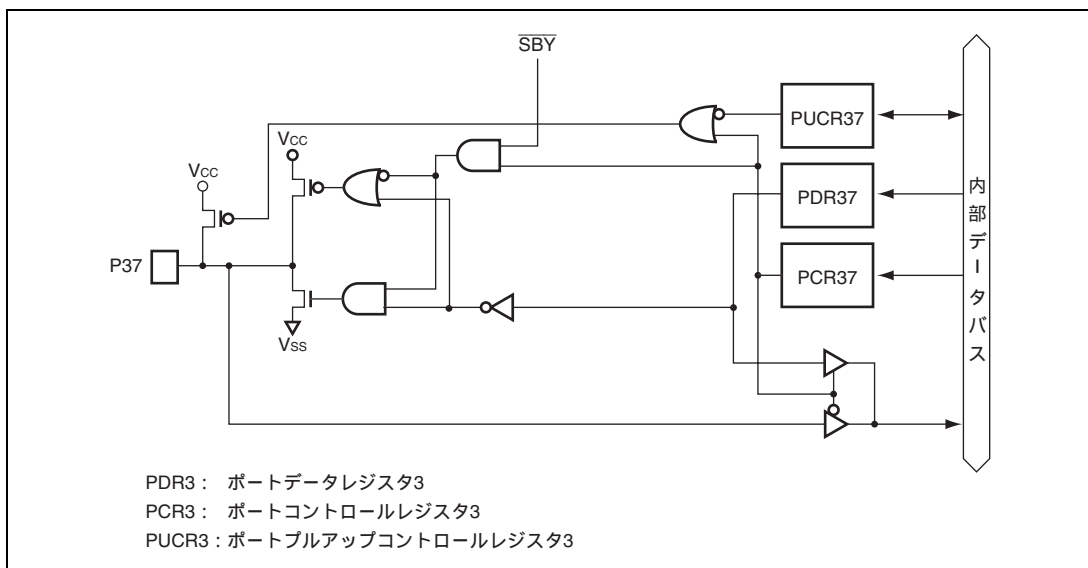 SBY
PUCR37
VCC
VCC
PDR37
P37
PCR37
VSS
内部データバス
PDR3： ポートデータレジスタ3
PCR3： ポートコントロールレジスタ3
PUCR3：ポートプルアップコントロールレジスタ3